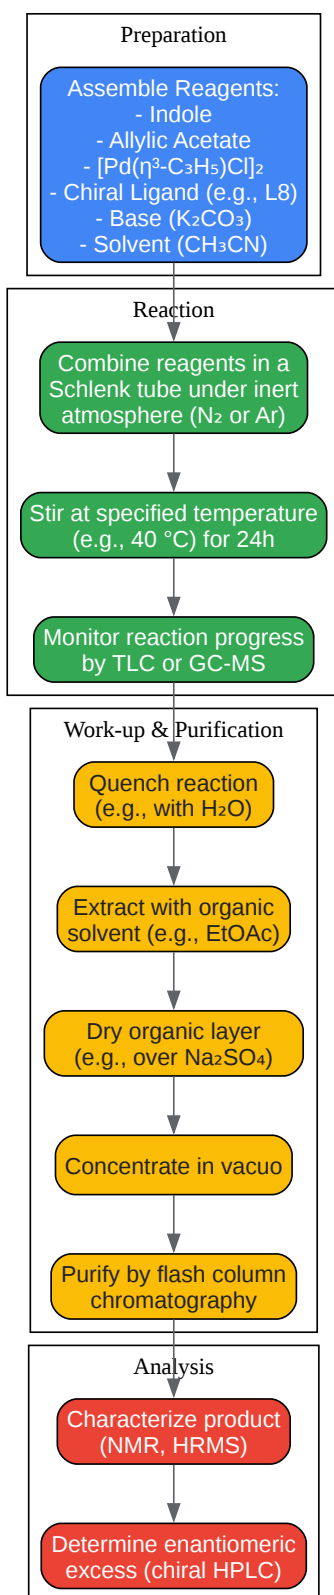 Preparation
Assemble Reagents:
- Indole
- Allylic Acetate
- [Pd(η³-C₃H₅)Cl]₂
- Chiral Ligand (e.g., L8)
- Base (K₂CO₃)
- Solvent (CH₃CN)
Reaction
Combine reagents in a
Schlenk tube under inert
atmosphere (N₂ or Ar)
Stir at specified temperature
(e.g., 40 °C) for 24h
Monitor reaction progress
by TLC or GC-MS
Work-up & Purification
Quench reaction
(e.g., with H₂O)
Extract with organic
solvent (e.g., EtOAc)
Dry organic layer
(e.g., over Na₂SO₄)
Concentrate in vacuo
Purify by flash column
chromatography
Analysis
Characterize product
(NMR, HRMS)
Determine enantiomeric
excess (chiral HPLC)